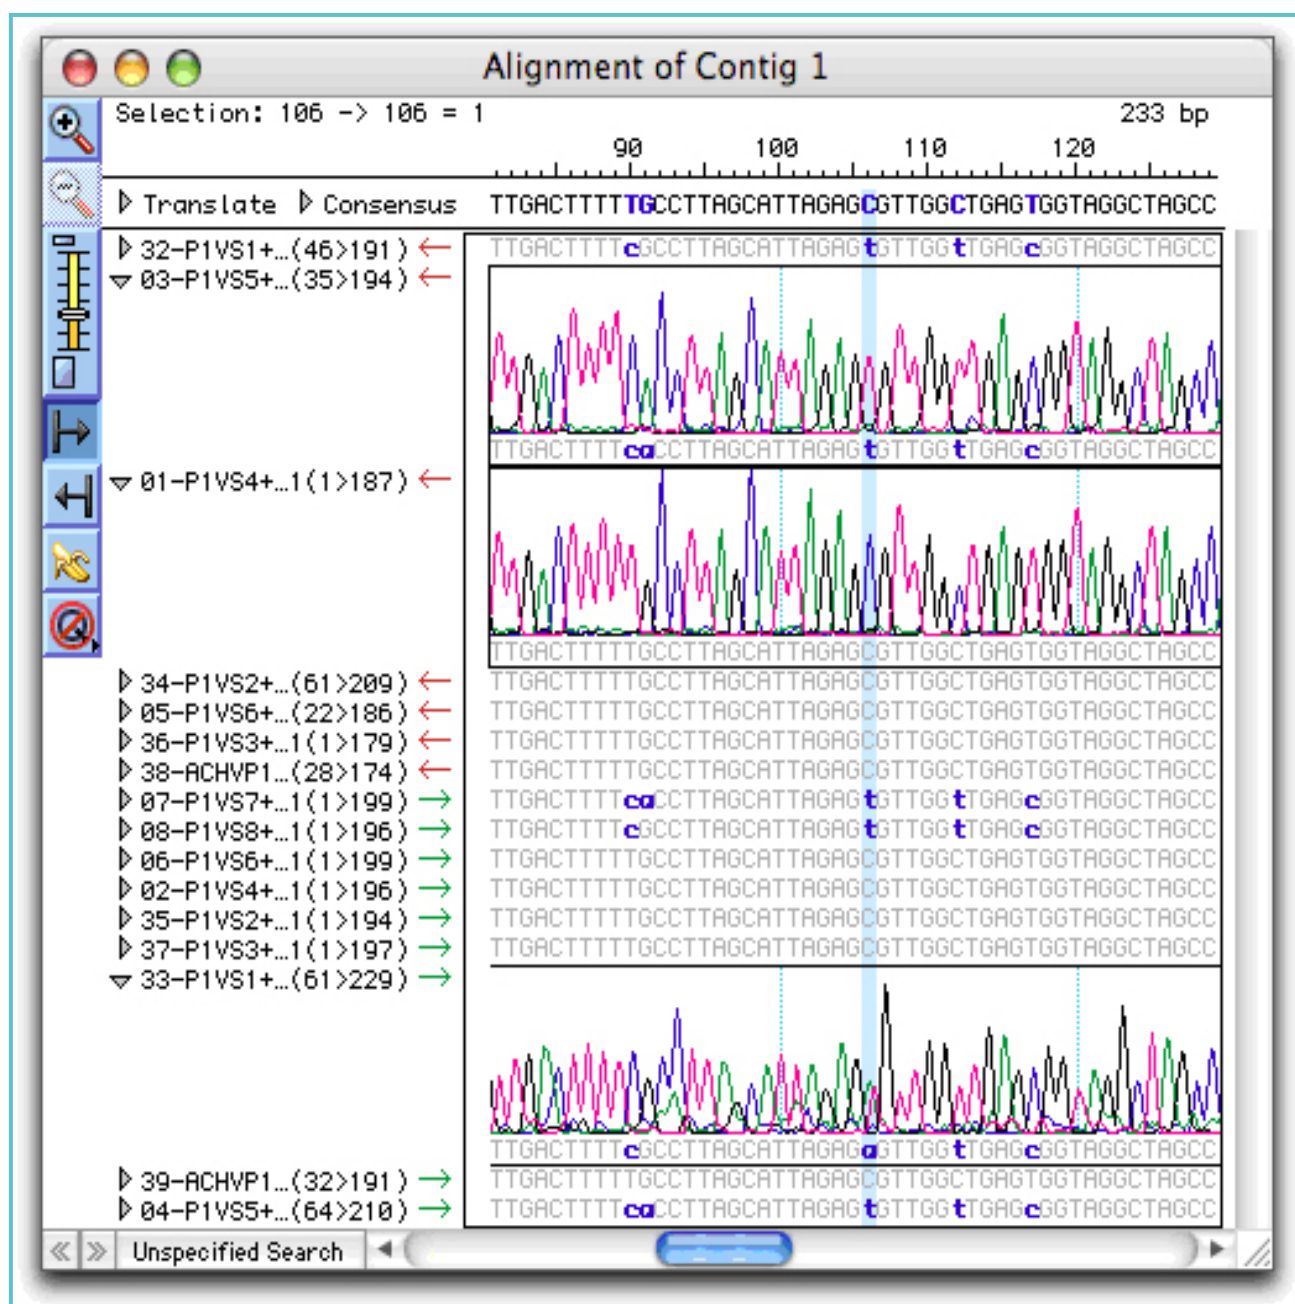 Alignment of Contig 1
Selection: 106 -> 106 = 1 233 bp
90 100 110 120
Translate Consensus TTGACTTTTTGCCTTAGCATTAGAGCGTTGGCTGAGTGGTAGGCTAGCC
32-P1VS1+…(46>191) ← TTGACTTTTcGCCTTAGCATTAGAGtGTTGGtTGAGcGGTAGGCTAGCC
03-P1VS5+…(35>194) ←
TTGACTTTTcaCCTTAGCATTAGAGtGTTGGtTGAGcGGTAGGCTAGCC
01-P1VS4+…1(1>187) ←
TTGACTTTTTGCCTTAGCATTAGAGCGTTGGCTGAGTGGTAGGCTAGCC
34-P1VS2+…(61>209) ← TTGACTTTTTGCCTTAGCATTAGAGCGTTGGCTGAGTGGTAGGCTAGCC
05-P1VS6+…(22>186) ← TTGACTTTTTGCCTTAGCATTAGAGCGTTGGCTGAGTGGTAGGCTAGCC
36-P1VS3+…1(1>179) ← TTGACTTTTTGCCTTAGCATTAGAGCGTTGGCTGAGTGGTAGGCTAGCC
38-ACHVP1…(28>174) ← TTGACTTTTTGCCTTAGCATTAGAGCGTTGGCTGAGTGGTAGGCTAGCC
07-P1VS7+…1(1>199) → TTGACTTTTcaCCTTAGCATTAGAGtGTTGGtTGAGcGGTAGGCTAGCC
08-P1VS8+…1(1>196) → TTGACTTTTcGCCTTAGCATTAGAGtGTTGGtTGAGcGGTAGGCTAGCC
06-P1VS6+…1(1>199) → TTGACTTTTTGCCTTAGCATTAGAGCGTTGGCTGAGTGGTAGGCTAGCC
02-P1VS4+…1(1>196) → TTGACTTTTTGCCTTAGCATTAGAGCGTTGGCTGAGTGGTAGGCTAGCC
35-P1VS2+…1(1>194) → TTGACTTTTTGCCTTAGCATTAGAGCGTTGGCTGAGTGGTAGGCTAGCC
37-P1VS3+…1(1>197) → TTGACTTTTTGCCTTAGCATTAGAGCGTTGGCTGAGTGGTAGGCTAGCC
33-P1VS1+…(61>229) →
TTGACTTTTcGCCTTAGCATTAGAGaGTTGGtTGAGcGGTAGGCTAGCC
39-ACHVP1…(32>191) → TTGACTTTTTGCCTTAGCATTAGAGCGTTGGCTGAGTGGTAGGCTAGCC
04-P1VS5+…(64>210) → TTGACTTTTcaCCTTAGCATTAGAGtGTTGGtTGAGcGGTAGGCTAGCC
Unspecified Search